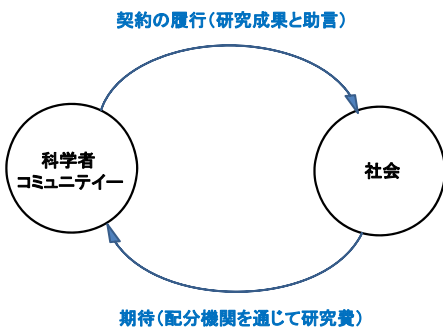 契約の履行(研究成果と助言)
科学者
コミュニテイー
社会
期待(配分機関を通じて研究費)